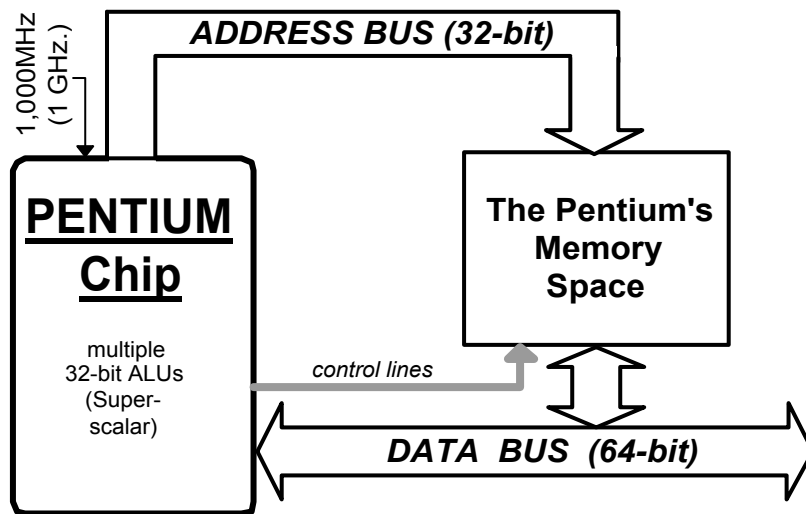 ADDRESS BUS (32-bit)
1,000MHz
(1 GHz.)
PENTIUM
Chip
multiple
32-bit ALUs
(Super-
scalar)
The Pentium's
Memory
Space
control lines
DATA BUS (64-bit)